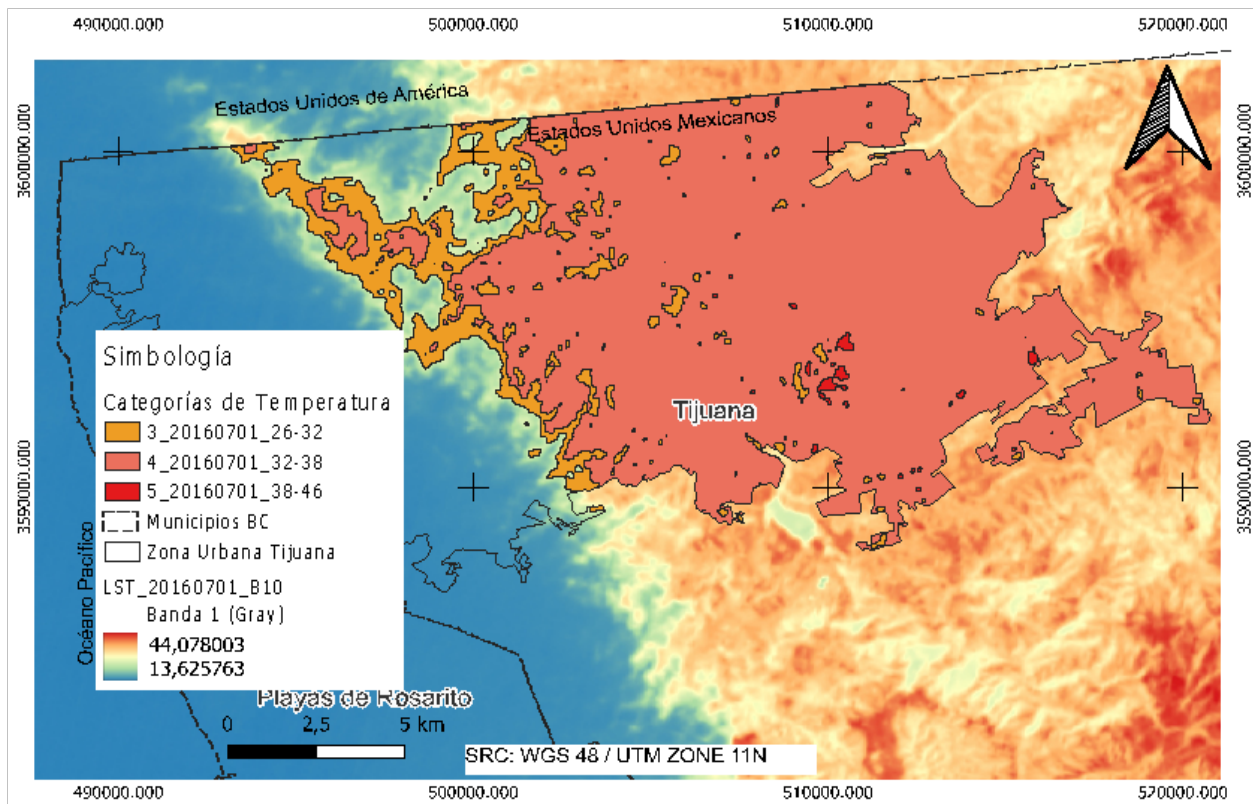 490000.000 500000.000 510000.000 520000.000
Estados Unidos de América
Estados Unidos Mexicanos
3600000.000
3600000.000
Simbología
Categorías de Temperatura
3_20160701_26-32
4_20160701_32-38
5_20160701_38-46
Municipios BC
Zona Urbana Tijuana
LST_20160701_B10
Banda 1 (Gray)
44,078003
13,625763
Tijuana
3590000.000
3590000.000
Océano Pacífico
Playas de Rosarito
0 2,5 5 km
SRC: WGS 48 / UTM ZONE 11N
490000.000 500000.000 510000.000 520000.000